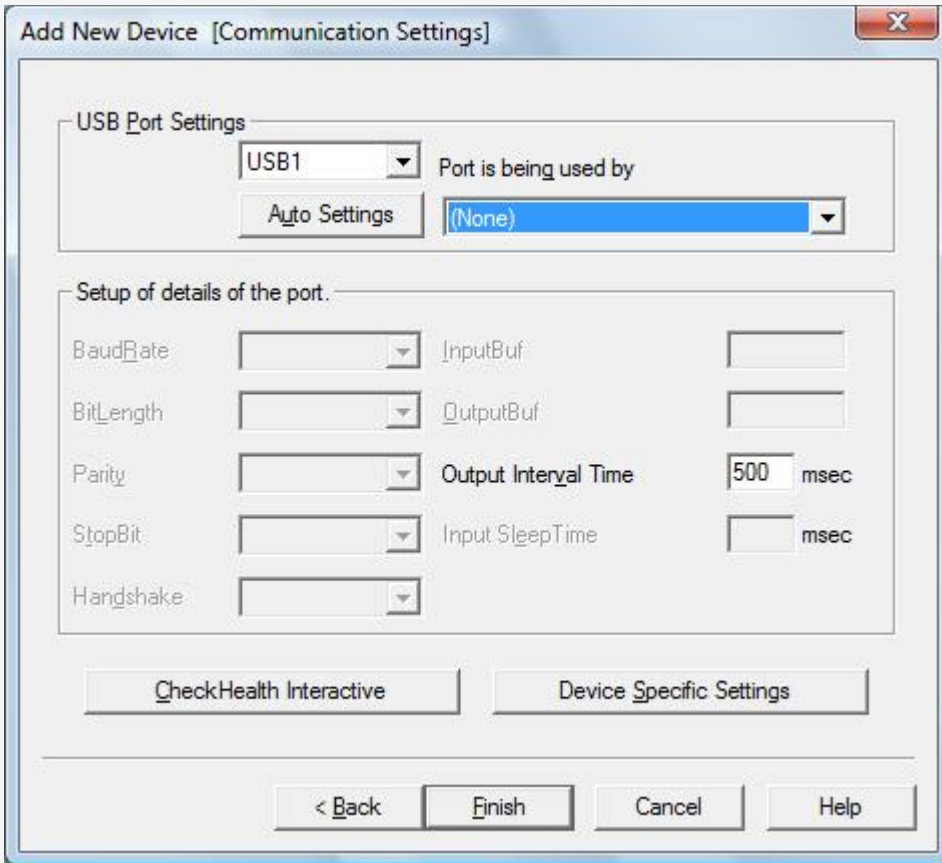 Add New Device [Communication Settings]
USB Port Settings
USB1
Port is being used by
Auto Settings
(None)
Setup of details of the port.
BaudRate
InputBuf
BitLength
OutputBuf
Parity
Output Interval Time
500
msec
StopBit
Input SleepTime
msec
Handshake
CheckHealth Interactive
Device Specific Settings
< Back
Finish
Cancel
Help